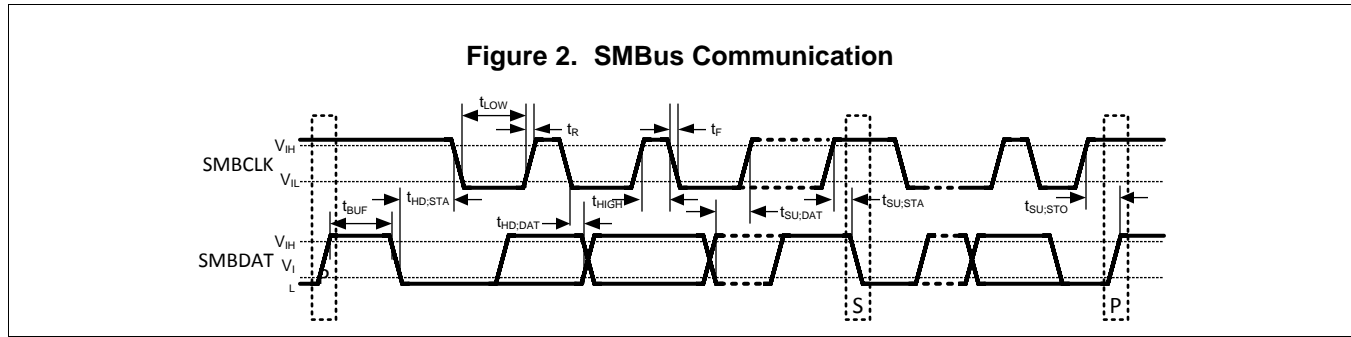 Figure 2. SMBus Communication
tLOW
tR
tF
VIH
SMBCLK
VIL
tBUF
tHD;STA
tHD;DAT
tHIGH
tSU;DAT
tSU;STA
tSU;STO
VIH
SMBDAT
VI
L
P
S
P